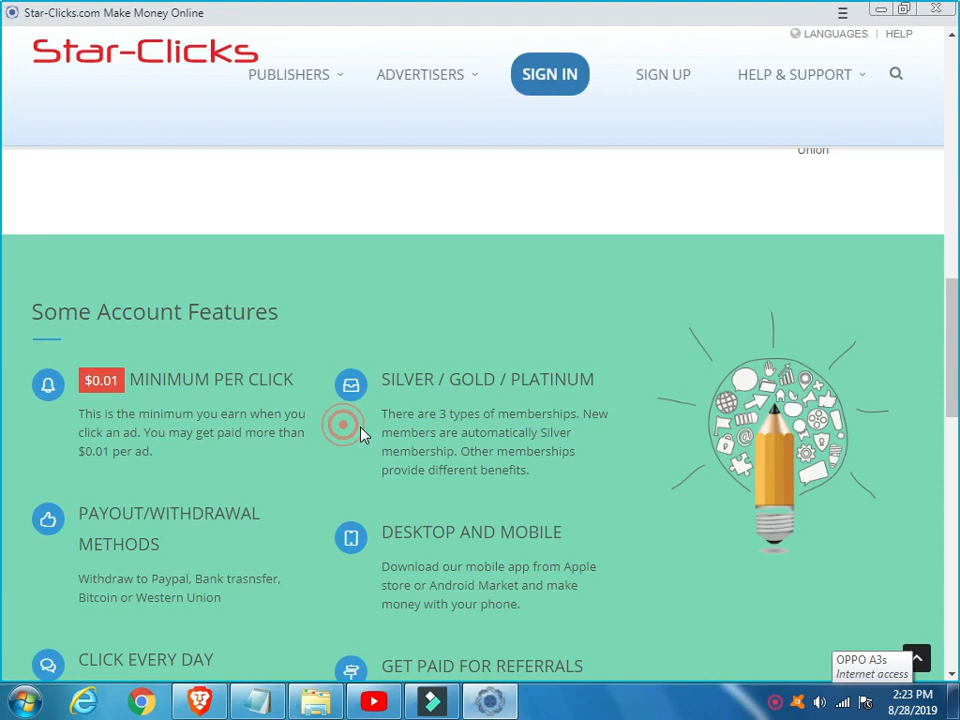 Star-Clicks.com Make Money Online
LANGUAGES | HELP
Star-Clicks
PUBLISHERS
ADVERTISERS
SIGN IN
SIGN UP
HELP & SUPPORT
Union
Some Account Features
$0.01 MINIMUM PER CLICK
This is the minimum you earn when you
click an ad. You may get paid more than
$0.01 per ad.
SILVER / GOLD / PLATINUM
There are 3 types of memberships. New
members are automatically Silver
membership. Other memberships
provide different benefits.
PAYOUT/WITHDRAWAL
METHODS
Withdraw to Paypal, Bank trasnsfer,
Bitcoin or Western Union
DESKTOP AND MOBILE
Download our mobile app from Apple
store or Android Market and make
money with your phone.
CLICK EVERY DAY
GET PAID FOR REFERRALS
OPPO A3s
Internet access
2:23 PM
8/28/2019